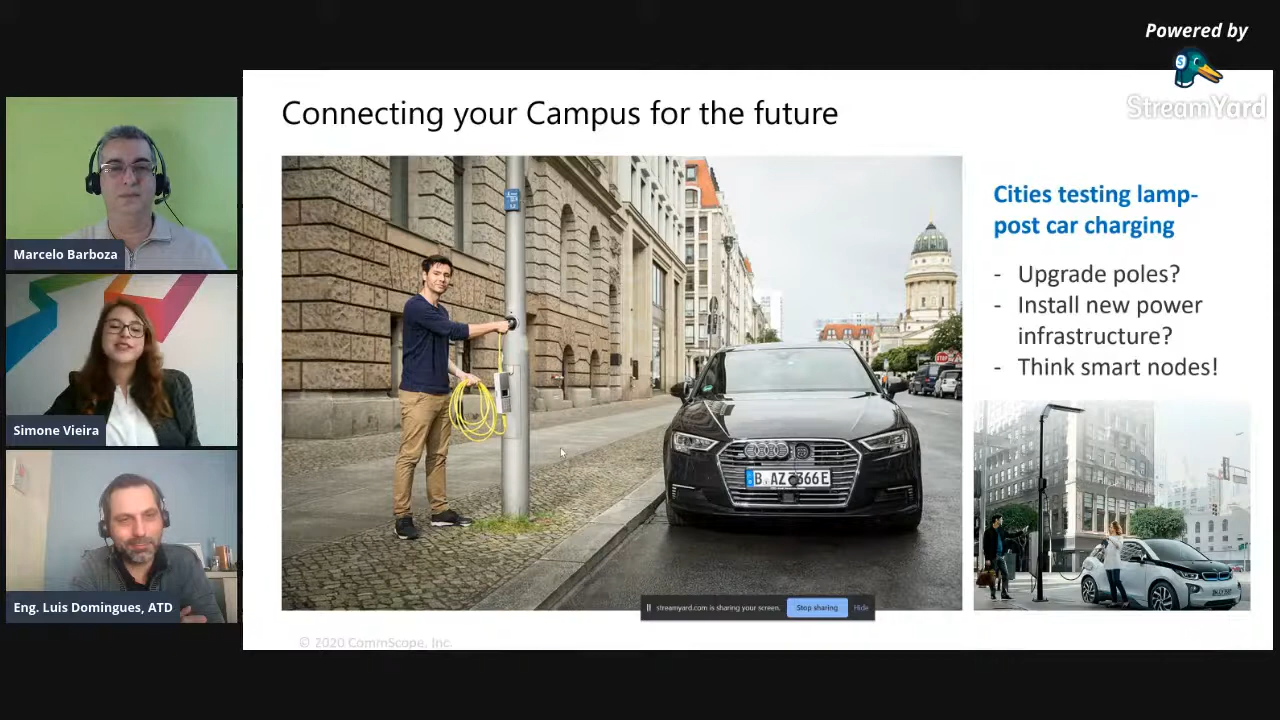 Powered by
StreamYard
Connecting your Campus for the future
Cities testing lamp-
post car charging
- Upgrade poles?
- Install new power
infrastructure?
- Think smart nodes!
Marcelo Barboza
Simone Vieira
Eng. Luis Domingues, ATD
STOP
streamyard.com is sharing your screen.
Stop sharing
Hide
© 2020 CommScope, Inc.